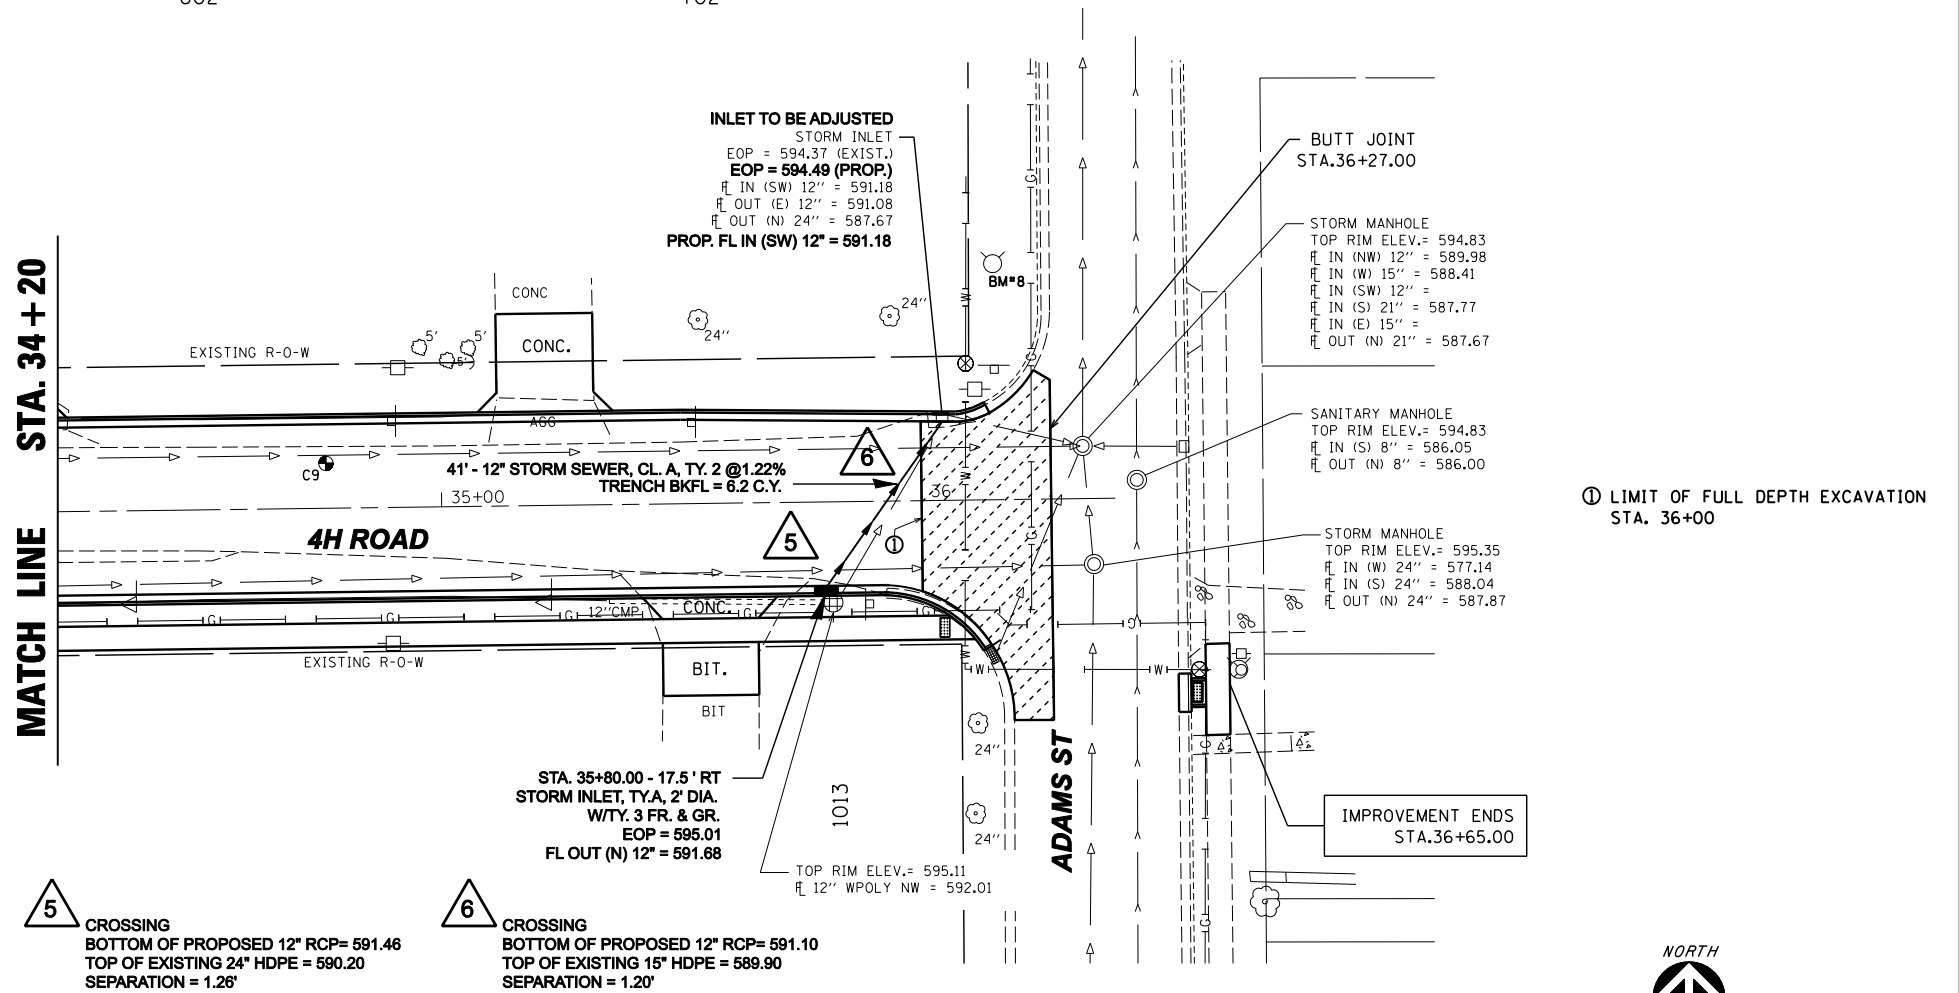 MATCH LINE STA. 34+20
INLET TO BE ADJUSTED
STORM INLET
EOP = 594.37 (EXIST.)
EOP = 594.49 (PROP.)
FL IN (SW) 12'' = 591.18
FL OUT (E) 12'' = 591.08
FL OUT (N) 24'' = 587.67
PROP. FL IN (SW) 12" = 591.18
BM#8
CONC
CONC.
5'
5'
5'
24''
24''
EXISTING R-O-W
AGG
C9
41' - 12" STORM SEWER, CL. A, TY. 2 @1.22%
TRENCH BKFL = 6.2 C.Y.
6
5
35+00
36
1
4H ROAD
12''CMP
CONC.
G
G
G
G
G
G
G
G
G
G
G
W
W
W
W
W
EXISTING R-O-W
BIT.
BIT
BUTT JOINT
STA.36+27.00
STORM MANHOLE
TOP RIM ELEV.= 594.83
FL IN (NW) 12'' = 589.98
FL IN (W) 15'' = 588.41
FL IN (SW) 12'' =
FL IN (S) 21'' = 587.77
FL IN (E) 15'' =
FL OUT (N) 21'' = 587.67
SANITARY MANHOLE
TOP RIM ELEV.= 594.83
FL IN (S) 8'' = 586.05
FL OUT (N) 8'' = 586.00
STORM MANHOLE
TOP RIM ELEV.= 595.35
FL IN (W) 24'' = 577.14
FL IN (S) 24'' = 588.04
FL OUT (N) 24'' = 587.87
① LIMIT OF FULL DEPTH EXCAVATION
STA. 36+00
STA. 35+80.00 - 17.5 ' RT
STORM INLET, TY.A, 2' DIA.
W/TY. 3 FR. & GR.
EOP = 595.01
FL OUT (N) 12" = 591.68
1013
24''
24''
ADAMS ST
TOP RIM ELEV.= 595.11
FL 12'' WPOLY NW = 592.01
IMPROVEMENT ENDS
STA.36+65.00
5
CROSSING
BOTTOM OF PROPOSED 12" RCP= 591.46
TOP OF EXISTING 24" HDPE = 590.20
SEPARATION = 1.26'
6
CROSSING
BOTTOM OF PROPOSED 12" RCP= 591.10
TOP OF EXISTING 15" HDPE = 589.90
SEPARATION = 1.20'
NORTH